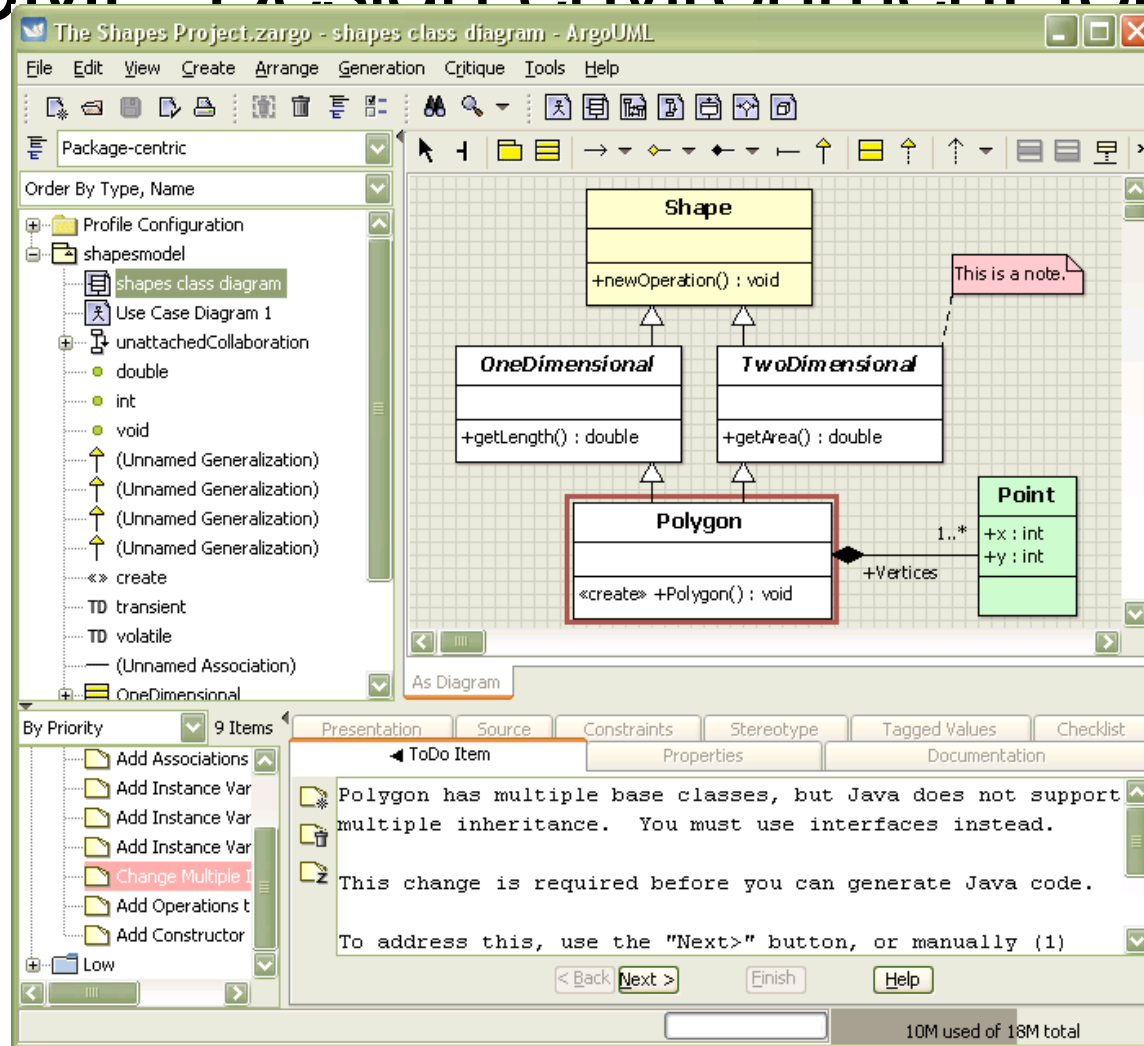 The Shapes Project.zargo - shapes class diagram - ArgoUML
File Edit View Create Arrange Generation Critique Tools Help
Package-centric
Order By Type, Name
Profile Configuration
shapesmodel
shapes class diagram
Use Case Diagram 1
unattachedCollaboration
double
int
void
(Unnamed Generalization)
(Unnamed Generalization)
(Unnamed Generalization)
(Unnamed Generalization)
«» create
TD transient
TD volatile
(Unnamed Association)
OneDimensional
Shape
+newOperation() : void
This is a note.
OneDimensional
+getLength() : double
TwoDimensional
+getArea() : double
Polygon
«create» +Polygon() : void
1..*
+Vertices
Point
+x : int
+y : int
As Diagram
By Priority 9 Items
Add Associations
Add Instance Var
Add Instance Var
Add Instance Var
Change Multiple I
Add Operations t
Add Constructor
Low
Presentation Source Constraints Stereotype Tagged Values Checklist
ToDo Item Properties Documentation
Polygon has multiple base classes, but Java does not support
multiple inheritance. You must use interfaces instead.
This change is required before you can generate Java code.
To address this, use the "Next>" button, or manually (1)
< Back Next > Finish Help
10M used of 18M total